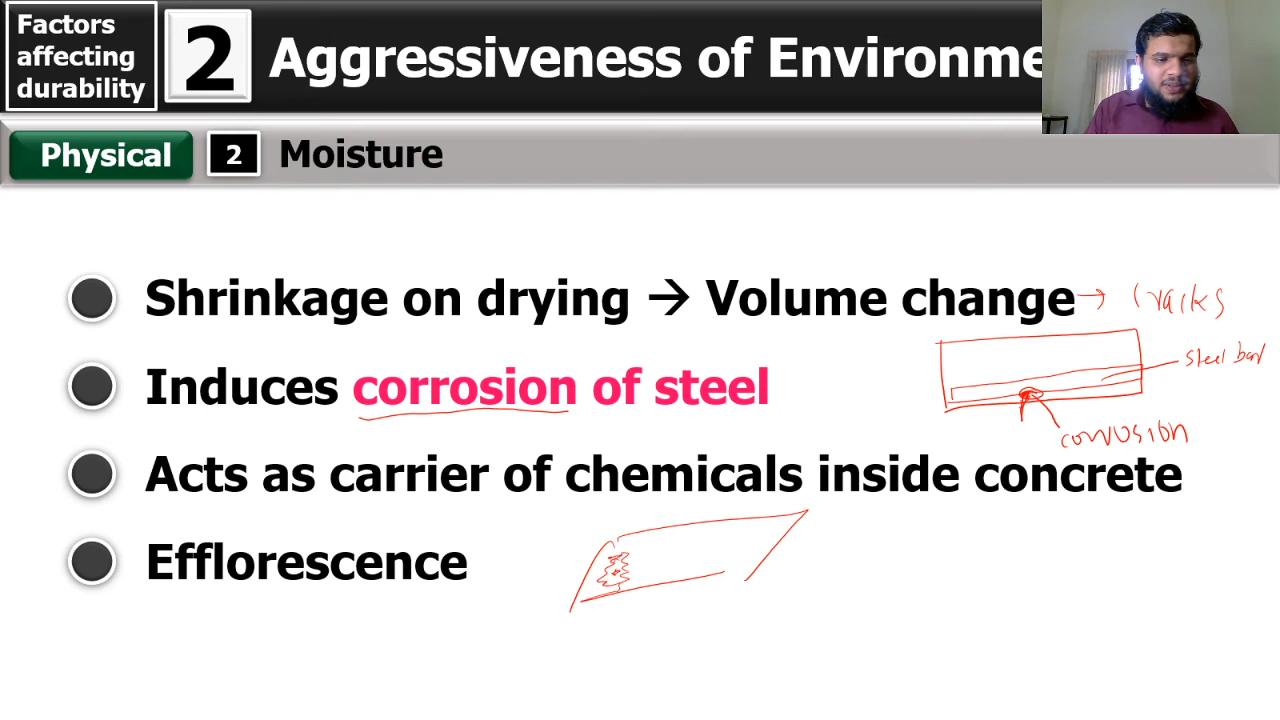 Factors
affecting
durability
2
Aggressiveness of Environme
Physical
2
Moisture
Shrinkage on drying → Volume change → Cracks
Induces corrosion of steel
steel bar
corrosion
Acts as carrier of chemicals inside concrete
Efflorescence